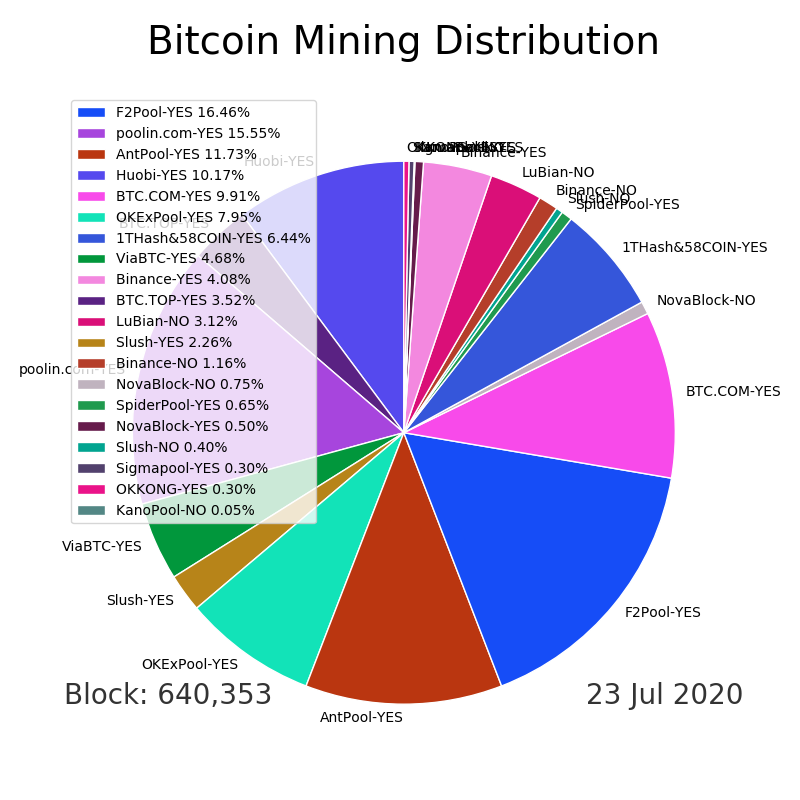 Bitcoin Mining Distribution
F2Pool-YES 16.46%
poolin.com-YES 15.55%
AntPool-YES 11.73%
Huobi-YES 10.17%
BTC.COM-YES 9.91%
OKExPool-YES 7.95%
1THash&58COIN-YES 6.44%
ViaBTC-YES 4.68%
Binance-YES 4.08%
BTC.TOP-YES 3.52%
LuBian-NO 3.12%
Slush-YES 2.26%
Binance-NO 1.16%
NovaBlock-NO 0.75%
SpiderPool-YES 0.65%
NovaBlock-YES 0.50%
Slush-NO 0.40%
Sigmapool-YES 0.30%
OKKONG-YES 0.30%
KanoPool-NO 0.05%
Huobi-YES
BTC.TOP-YES
poolin.com-YES
ViaBTC-YES
Slush-YES
OKExPool-YES
AntPool-YES
F2Pool-YES
BTC.COM-YES
NovaBlock-NO
1THash&58COIN-YES
SpiderPool-YES
Slush-NO
Binance-NO
LuBian-NO
Binance-YES
Block: 640,353
23 Jul 2020